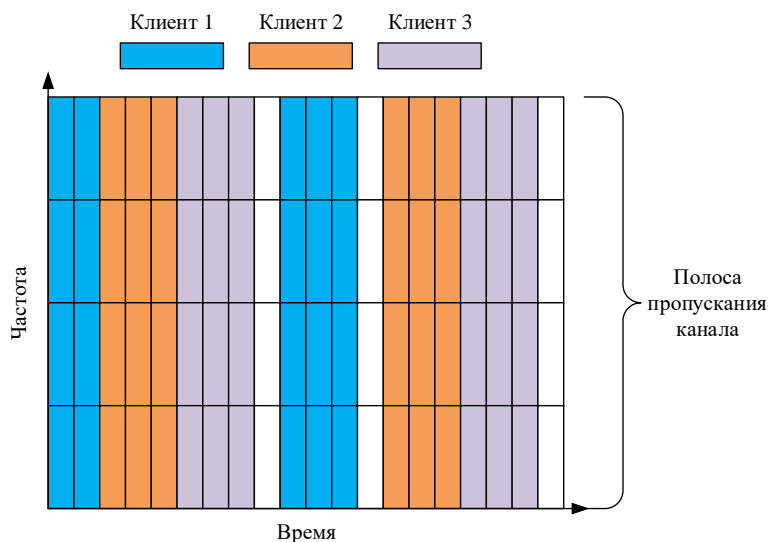 Клиент 1
Клиент 2
Клиент 3
Частота
Полоса
пропускания
канала
Время